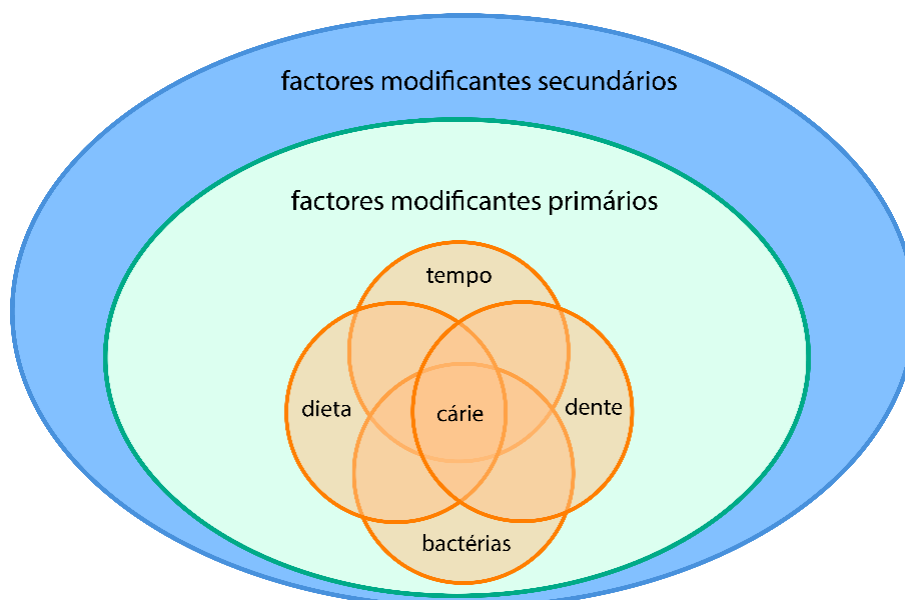 factores modificantes secundários
factores modificantes primários
tempo
dieta
cárie
dente
bactérias